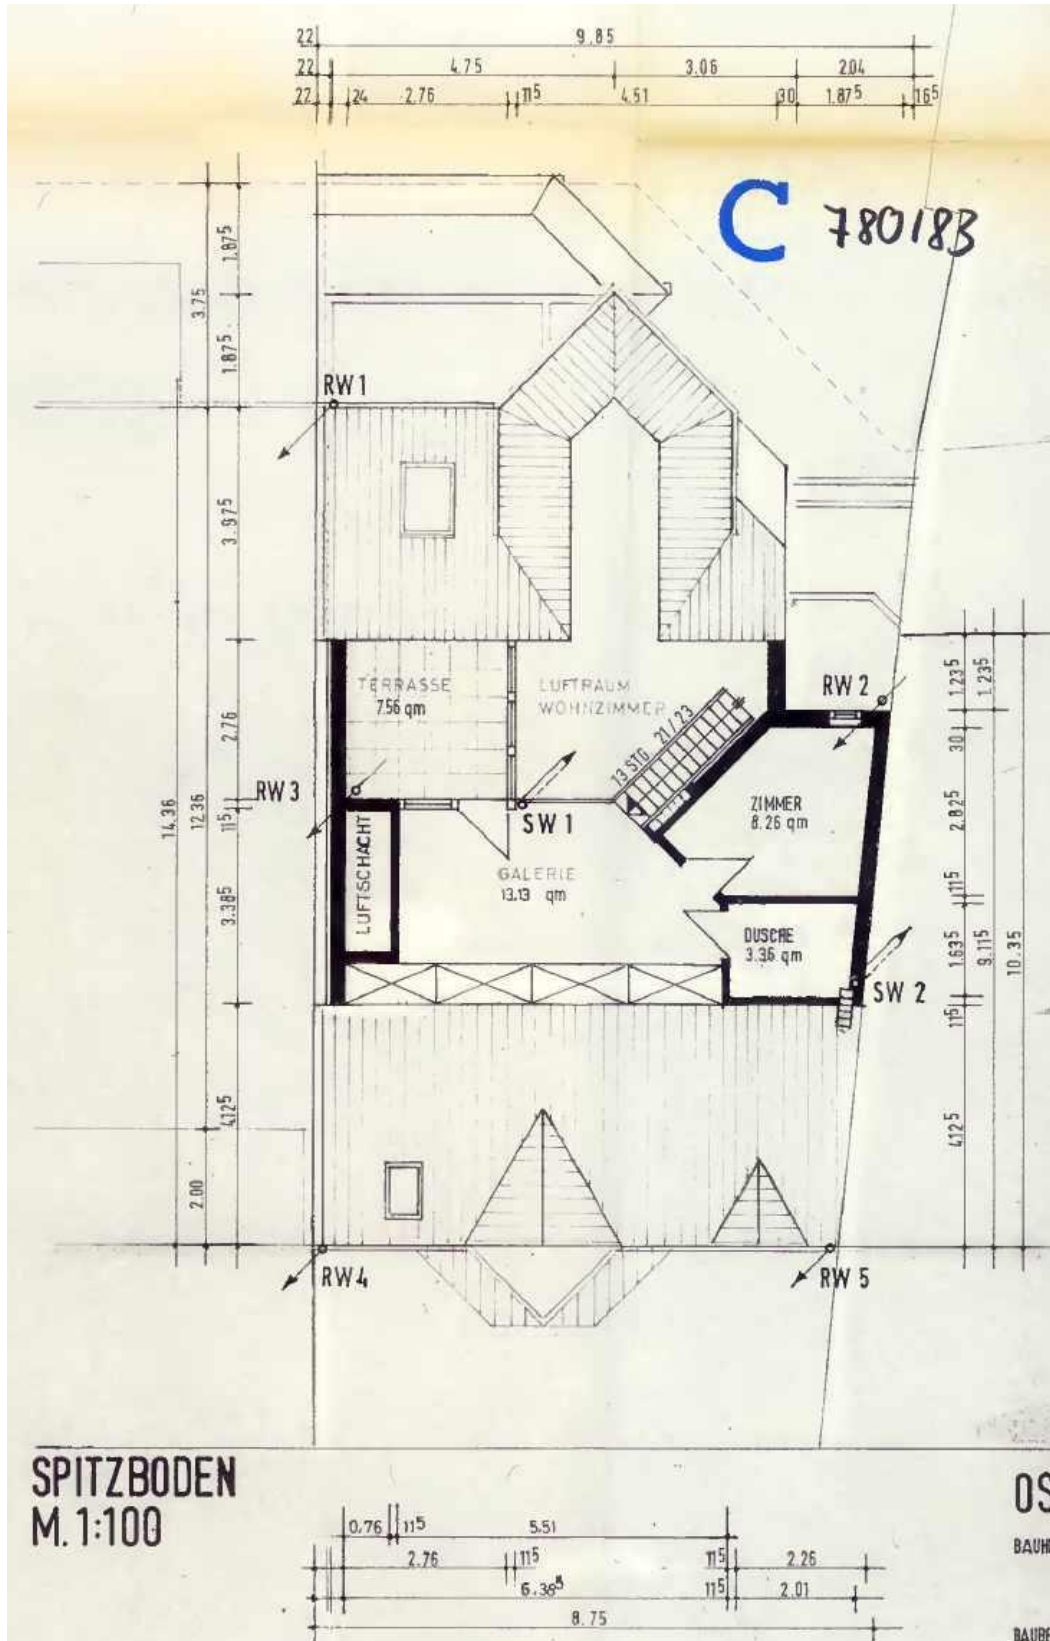 22 9.85
22 4.75 3.06 2.04
22 24 2.76 11⁵ 4.51 30 1.87⁵ 16⁵
C 780183
1.87⁵
3.75
1.87⁵
RW 1
3.97⁵
TERRASSE
7.56 qm
LUFTRAUM
WOHNZIMMER
13 STG 21/23
RW 2
1.23⁵
1.23⁵
2.76
30
RW 3
SW 1
ZIMMER
8.26 qm
14.36
12.36
11⁵
2.82⁵
LUFTSCHACHT
GALERIE
13.13 qm
11⁵
3.38⁵
DUSCHE
3.36 qm
1.63⁵
9.11⁵
10.35
SW 2
11⁵
4.12⁵
4.12⁵
2.00
RW 4
RW 5
SPITZBODEN
M. 1:100
OS
BAUH
0,76 11⁵ 5.51
2.76 11⁵ 11⁵ 2.26
6.38⁵ 11⁵ 2.01
8.75